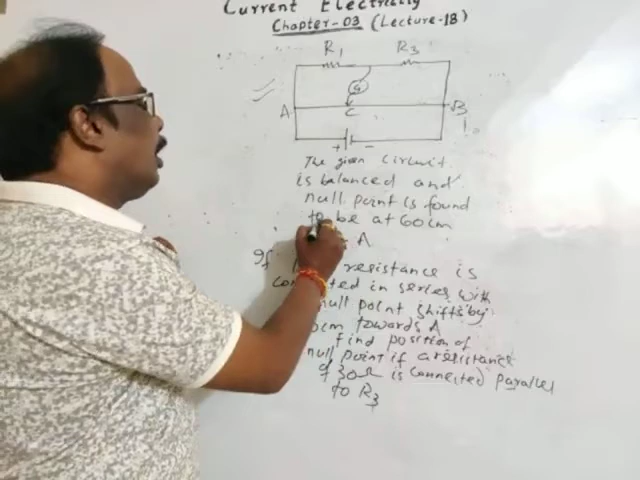 Current Electricity
Chapter-03 (Lecture-18)
R1
R3
G
A
C
B
+ -
The given circuit
is balanced and
null point is found
to be at 60cm
A
If resistance is
in series with
null point shifts by
towards A
find position of
null point if a resistance
of 30Ω is connected parallel
to R3